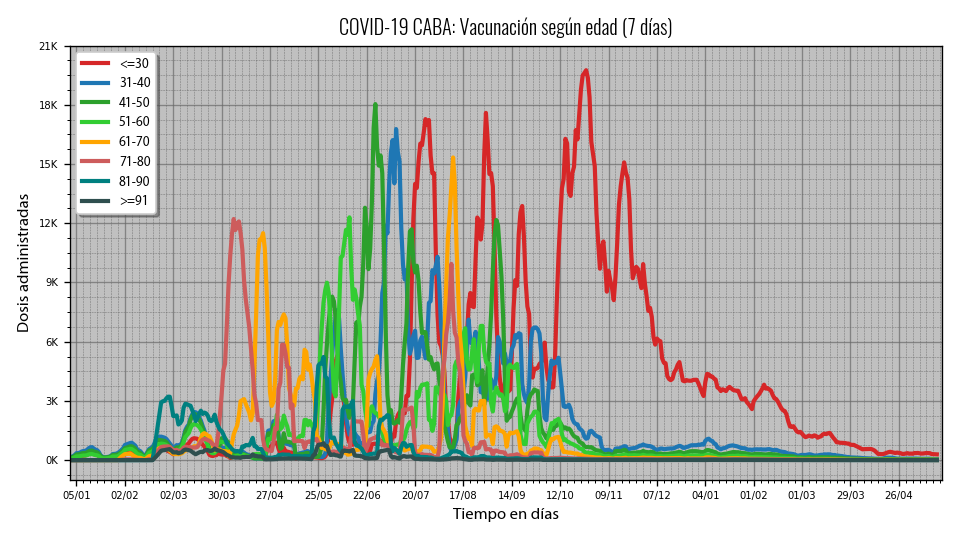 COVID-19 CABA: Vacunación según edad (7 días)
21K
18K
15K
12K
9K
6K
3K
0K
Dosis administradas
<=30
31-40
41-50
51-60
61-70
71-80
81-90
>=91
05/01 02/02 02/03 30/03 27/04 25/05 22/06 20/07 17/08 14/09 12/10 09/11 07/12 04/01 01/02 01/03 29/03 26/04
Tiempo en días